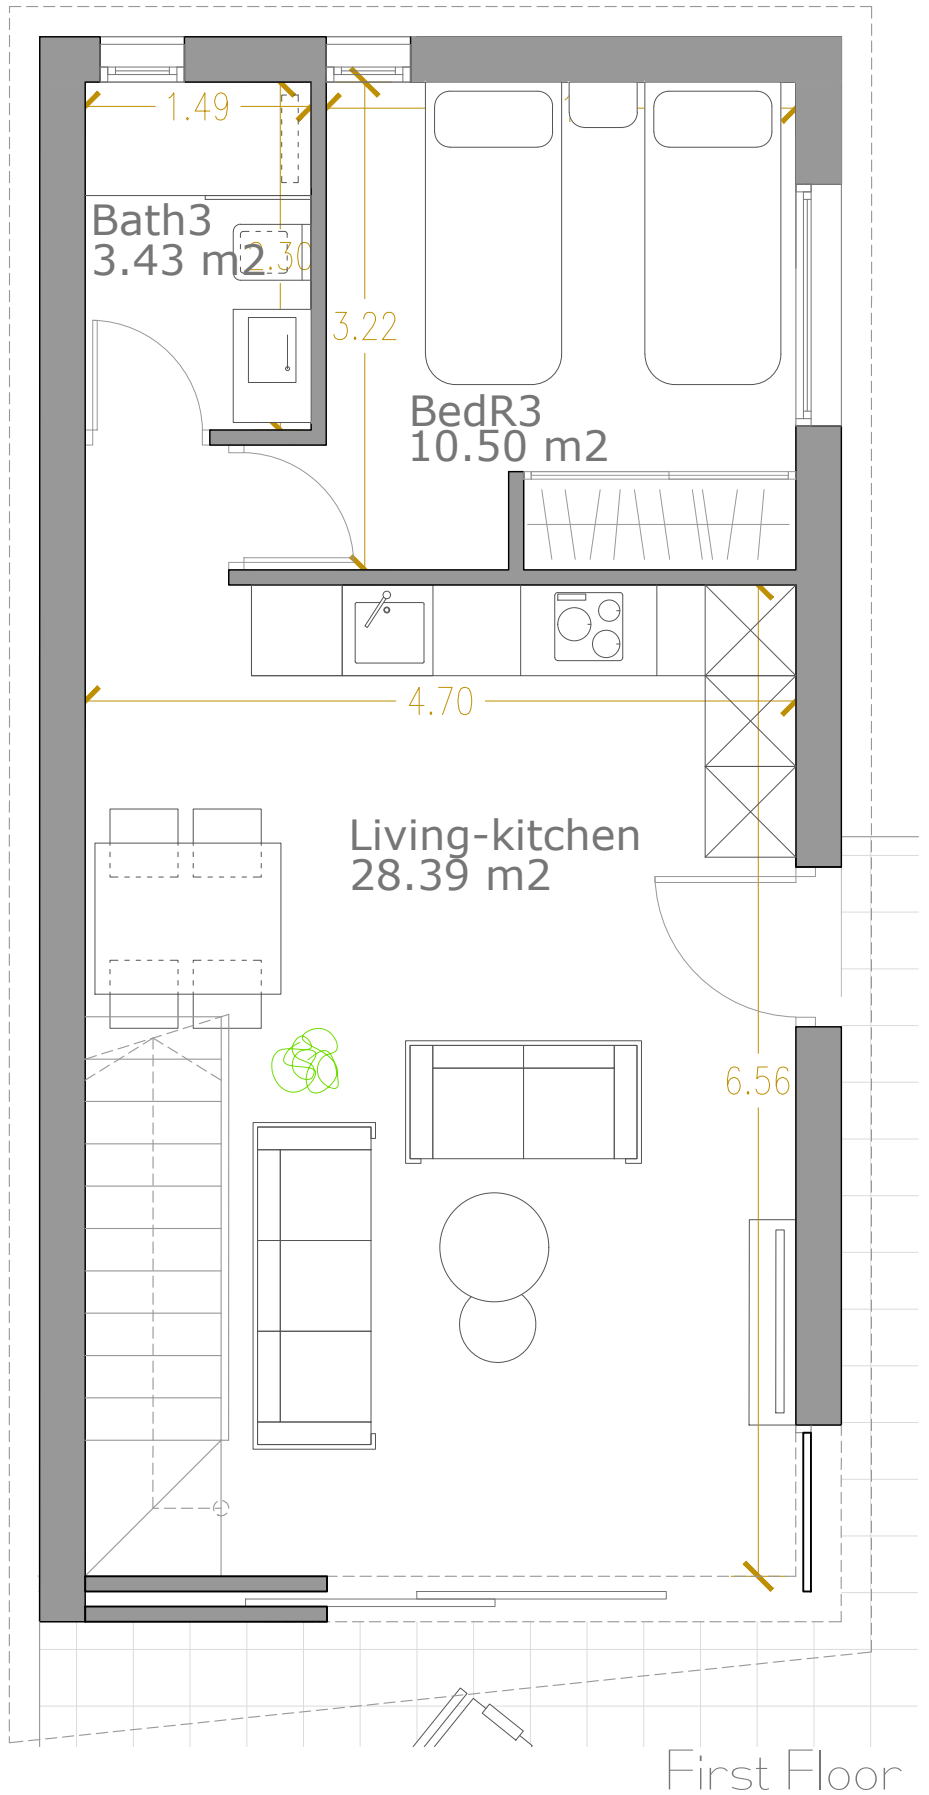 1.49
Bath3
3.43 m2
2.30
3.22
BedR3
10.50 m2
4.70
Living-kitchen
28.39 m2
6.56
First Floor